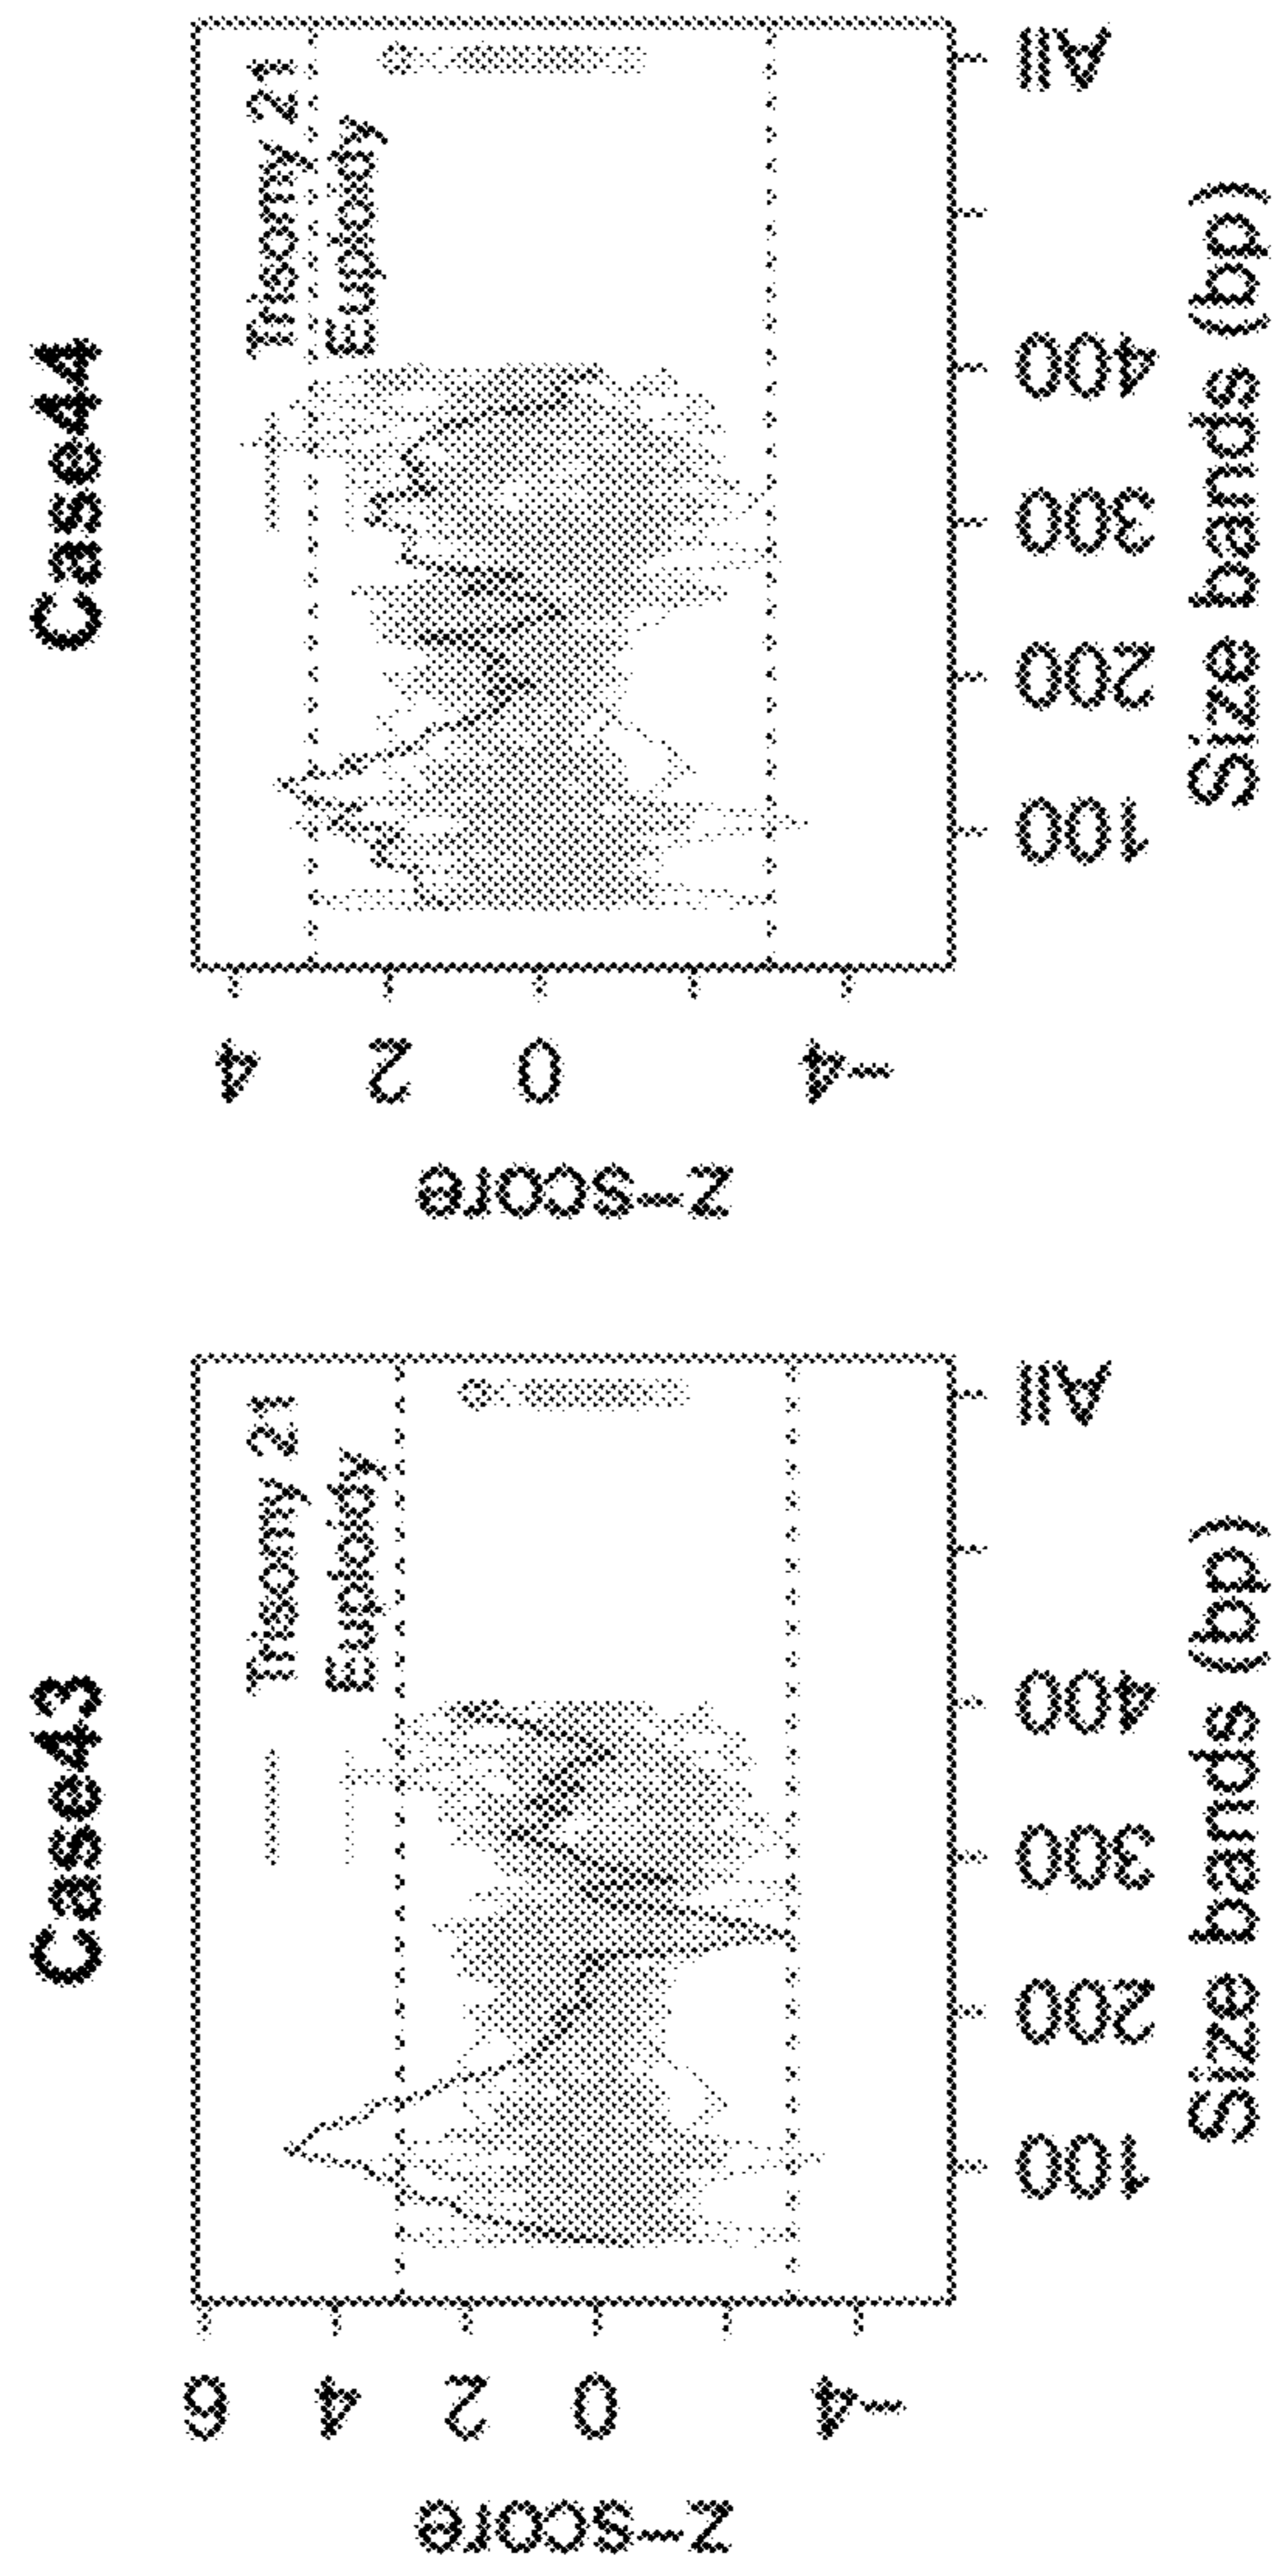 Case43
Trisomy 21
Euploidy
z-score
6
4
2
0
-4
100
200
300
400
All
Size bands (bp)
Case44
Trisomy 21
Euploidy
z-score
4
2
0
-4
100
200
300
400
All
Size bands (bp)